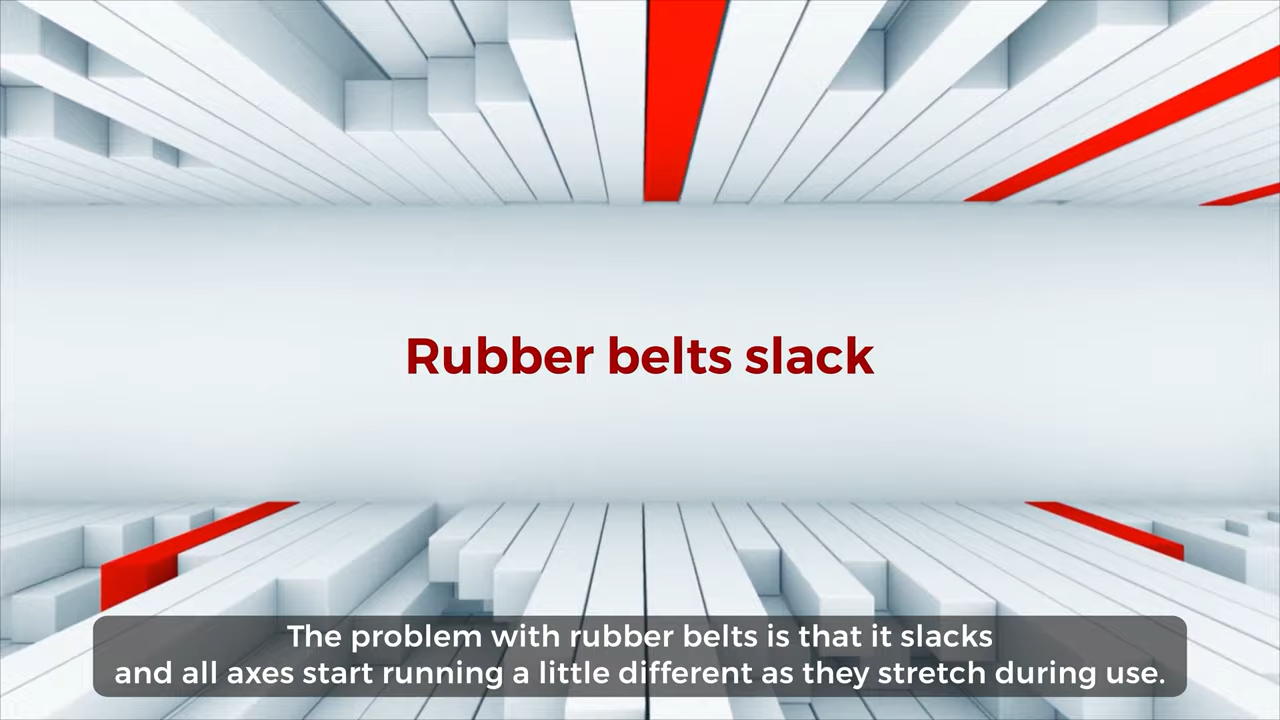 Rubber belts slack
The problem with rubber belts is that it slacks
and all axes start running a little different as they stretch during use.